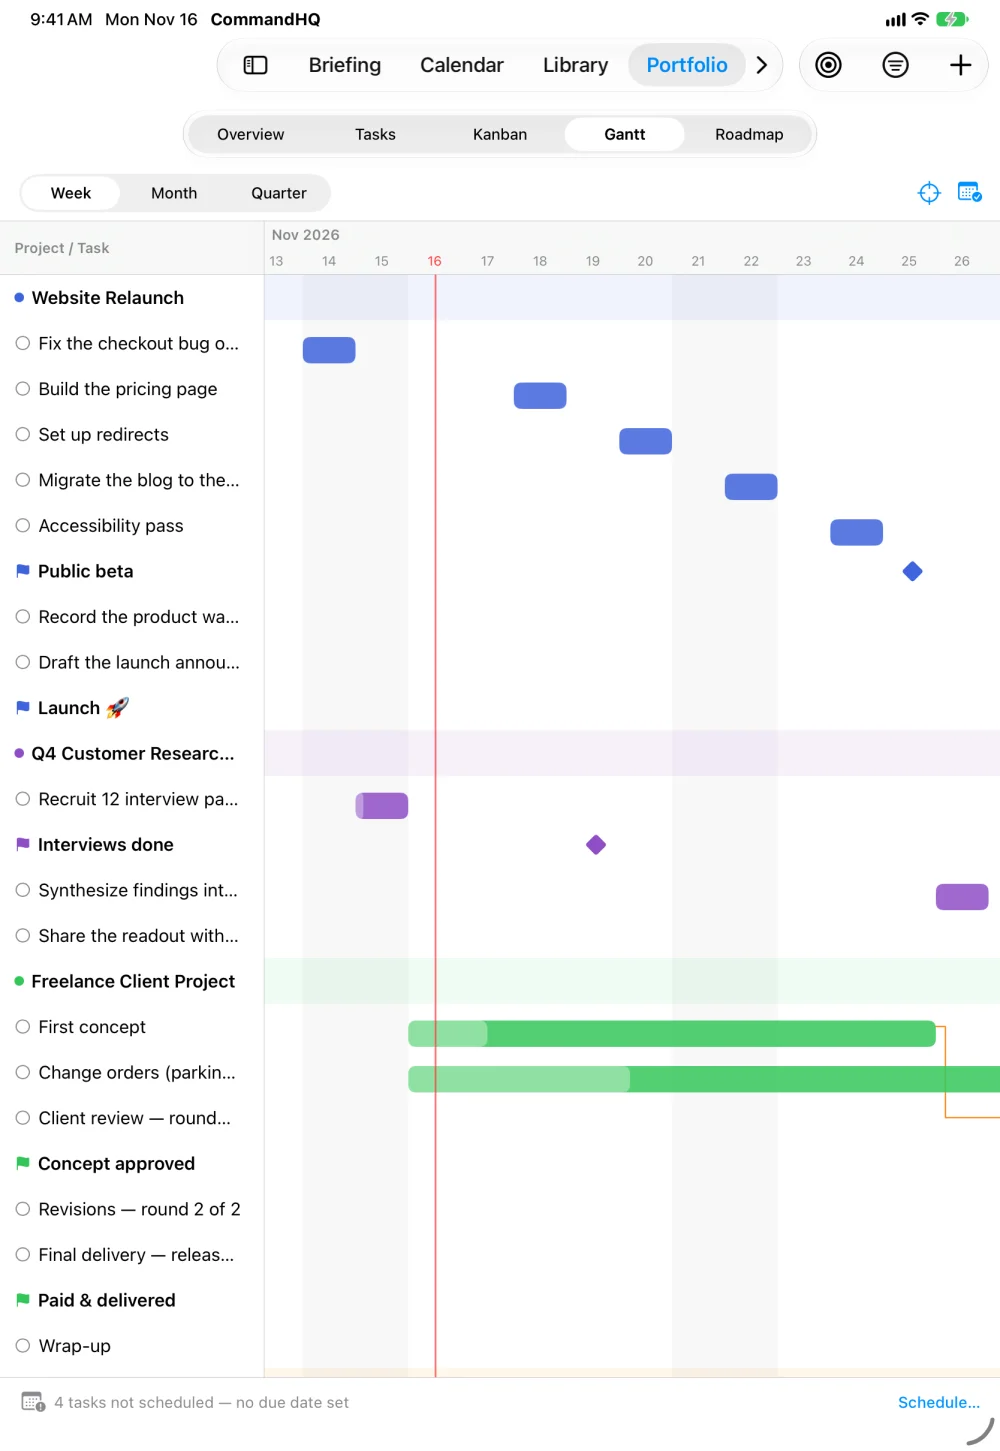 9:41 AM Mon Nov 16 CommandHQ
Briefing Calendar Library Portfolio
Overview Tasks Kanban Gantt Roadmap
Week Month Quarter
Project / Task
Nov 2026
13 14 15 16 17 18 19 20 21 22 23 24 25 26
Website Relaunch
Fix the checkout bug o...
Build the pricing page
Set up redirects
Migrate the blog to the...
Accessibility pass
Public beta
Record the product wa...
Draft the launch annou...
Launch 🚀
Q4 Customer Researc...
Recruit 12 interview pa...
Interviews done
Synthesize findings int...
Share the readout with...
Freelance Client Project
First concept
Change orders (parkin...
Client review — round...
Concept approved
Revisions — round 2 of 2
Final delivery — releas...
Paid & delivered
Wrap-up
4 tasks not scheduled — no due date set
Schedule...